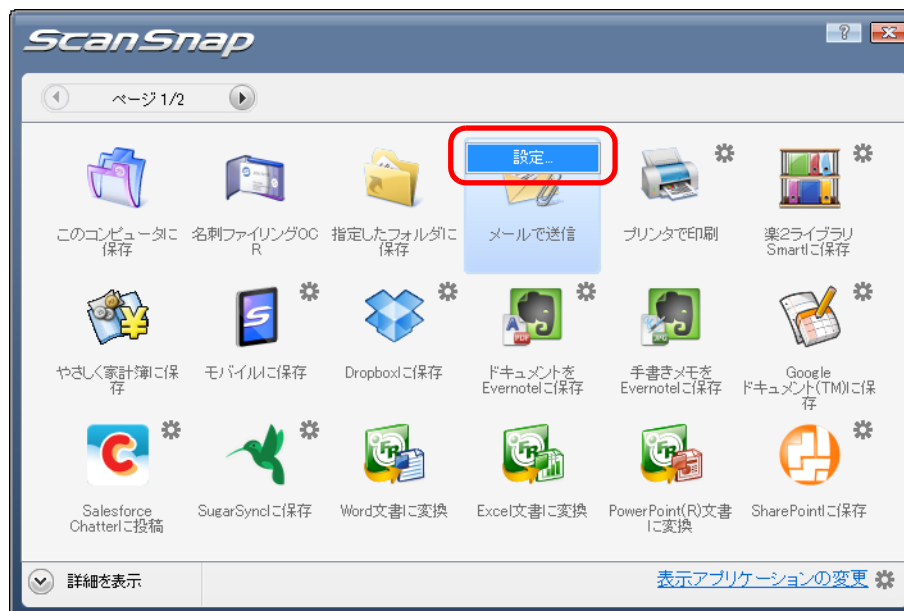 ScanSnap
ページ 1/2
設定...
このコンピュータに
保存
名刺ファイリングOC
R
指定したフォルダに
保存
メールで送信
プリンタで印刷
楽2ライブラリ
Smartに保存
やさしく家計簿に保
存
モバイルに保存
Dropboxに保存
ドキュメントを
Evernoteに保存
手書きメモを
Evernoteに保存
Google
ドキュメント(TM)に保
存
Salesforce
Chatterに投稿
SugarSyncに保存
Word文書に変換
Excel文書に変換
PowerPoint(R)文書
に変換
SharePointに保存
詳細を表示
表示アプリケーションの変更